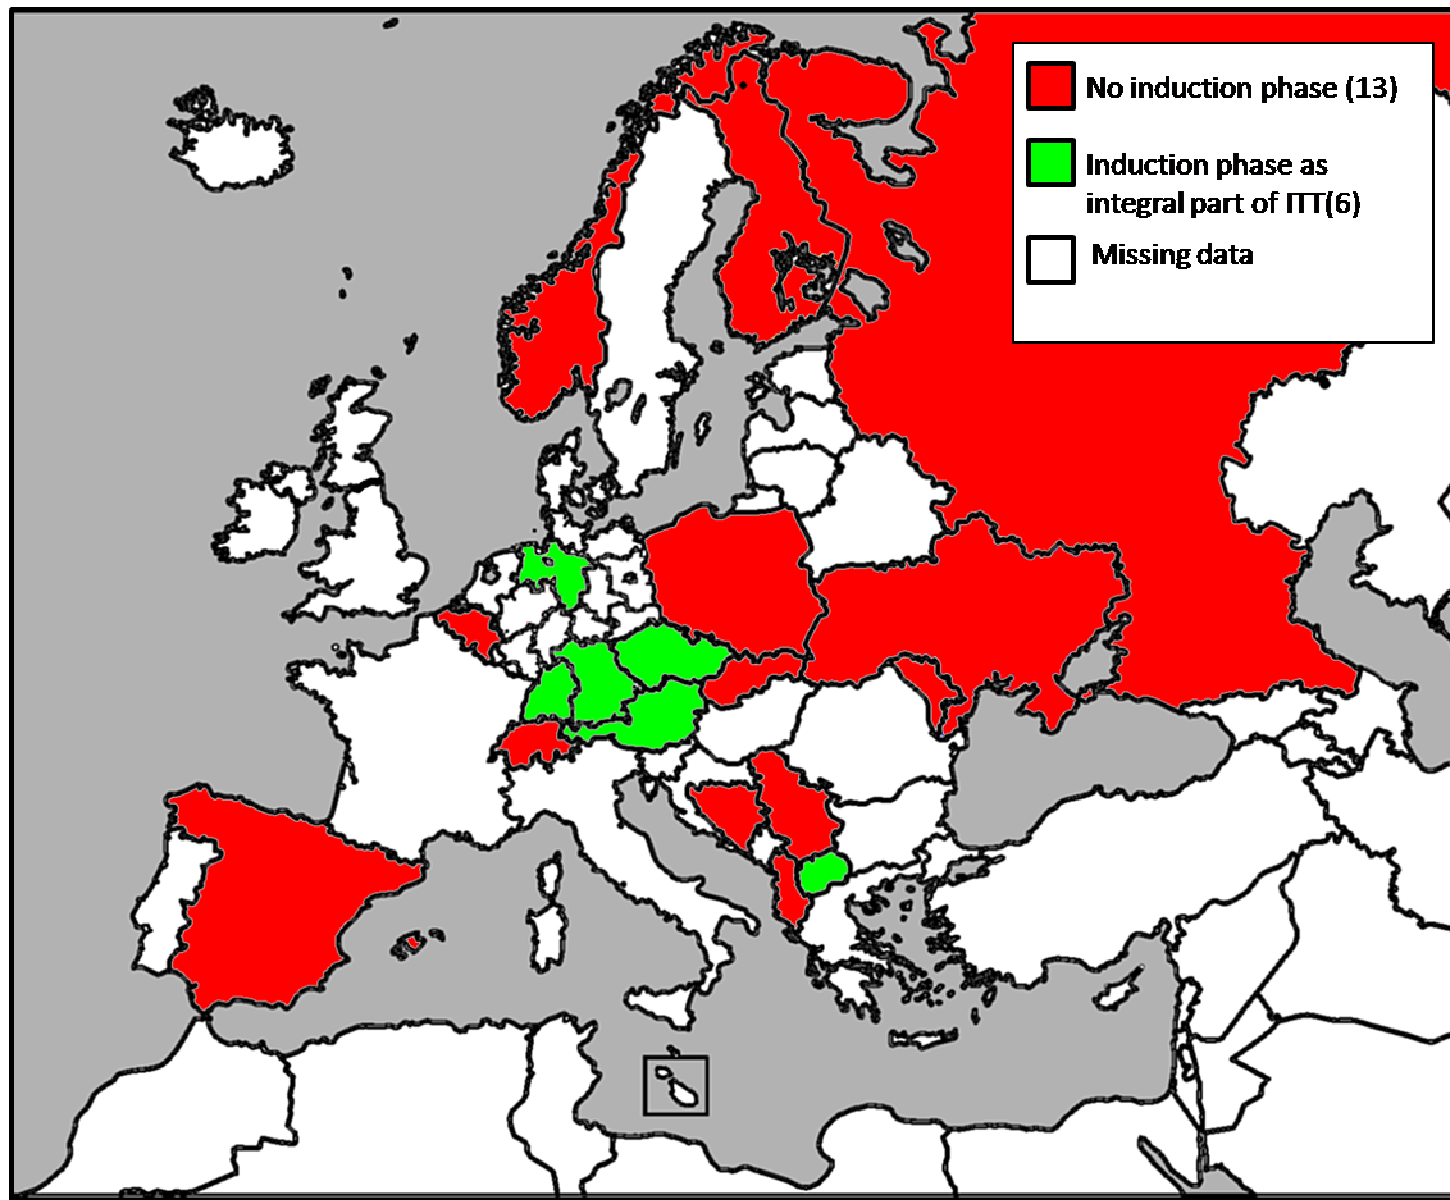 No induction phase (13)
Induction phase as
integral part of ITT(6)
Missing data